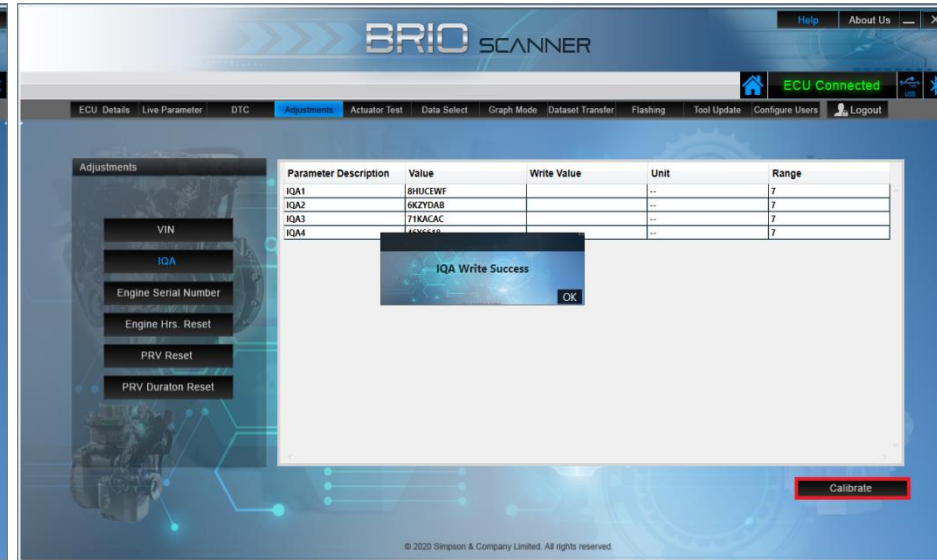 BRIO SCANNER
Help About Us
ECU Connected
USB
ECU Details Live Parameter DTC Adjustments Actuator Test Data Select Graph Mode Dataset Transfer Flashing Tool Update Configure Users Logout
Adjustments
VIN
IQA
Engine Serial Number
Engine Hrs. Reset
PRV Reset
PRV Duraton Reset
Parameter Description Value Write Value Unit Range
IQA1 8HUCEWF -- 7
IQA2 6KZYDAB -- 7
IQA3 71KACAC -- 7
IQA4 -- 7
IQA Write Success
OK
Calibrate
© 2020 Simpson & Company Limited. All rights reserved.